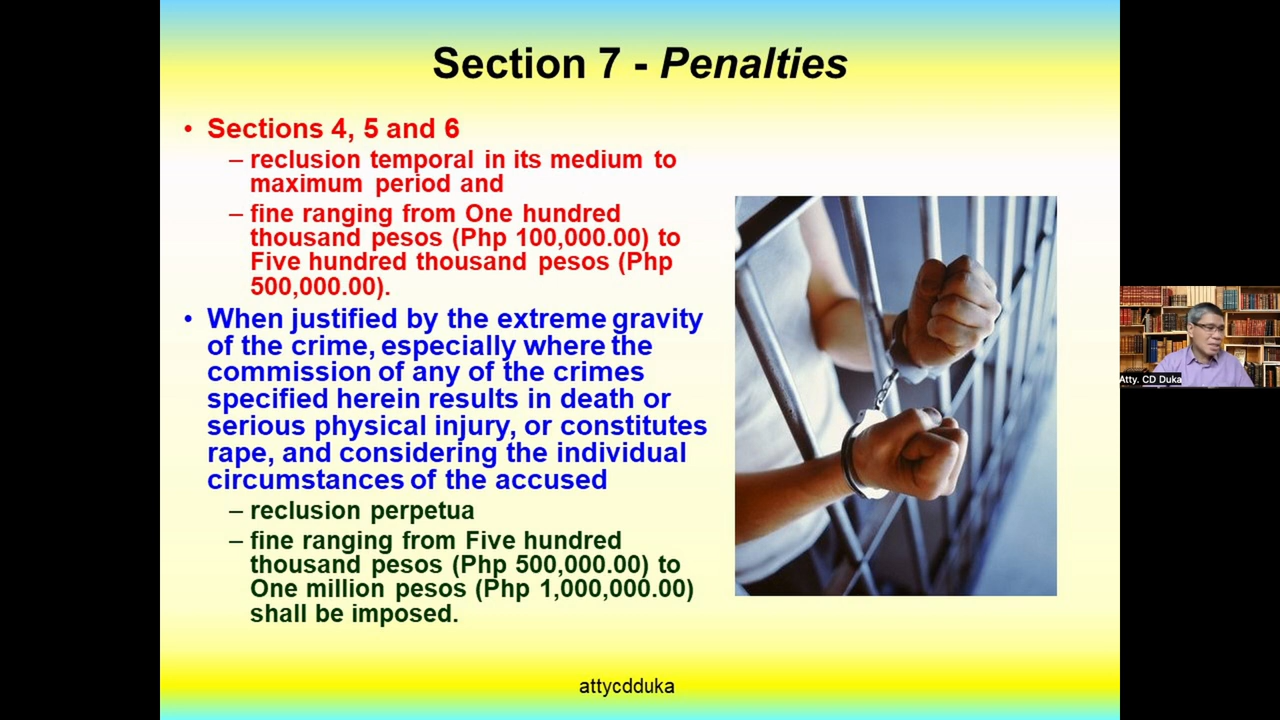 Section 7 - Penalties
• Sections 4, 5 and 6
– reclusion temporal in its medium to
maximum period and
– fine ranging from One hundred
thousand pesos (Php 100,000.00) to
Five hundred thousand pesos (Php
500,000.00).
• When justified by the extreme gravity
of the crime, especially where the
commission of any of the crimes
specified herein results in death or
serious physical injury, or constitutes
rape, and considering the individual
circumstances of the accused
– reclusion perpetua
– fine ranging from Five hundred
thousand pesos (Php 500,000.00) to
One million pesos (Php 1,000,000.00)
shall be imposed.
Atty. CD Duka
attycdduka